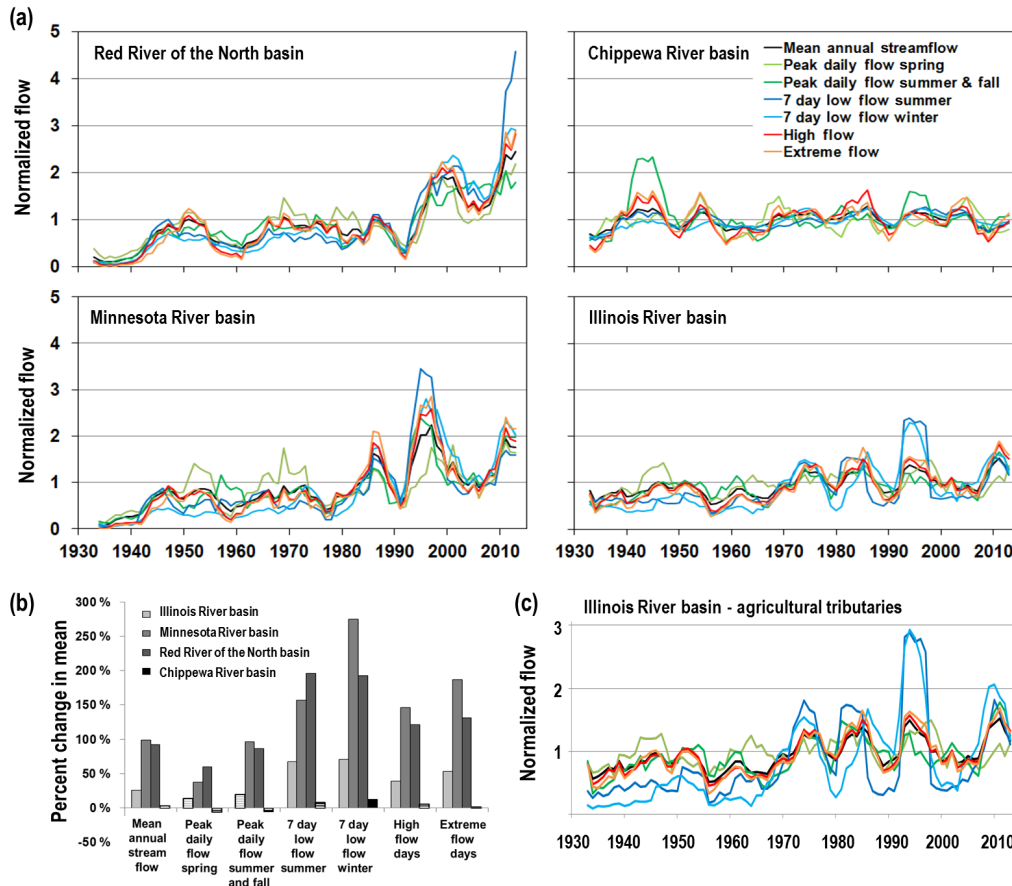 (a)
5
4
3
2
1
0
Normalized flow
Red River of the North basin
Chippewa River basin
Mean annual streamflow
Peak daily flow spring
Peak daily flow summer & fall
7 day low flow summer
7 day low flow winter
High flow
Extreme flow
5
4
3
2
1
0
Normalized flow
Minnesota River basin
Illinois River basin
1930 1940 1950 1960 1970 1980 1990 2000 2010
1930 1940 1950 1960 1970 1980 1990 2000 2010
Normalized flow
(b)
300 %
250 %
200 %
150 %
100 %
50 %
0 %
-50 %
Percent change in mean
Illinois River basin
Minnesota River basin
Red River of the North basin
Chippewa River basin
Mean annual stream flow
Peak daily flow spring
Peak daily flow summer and fall
7 day low flow summer
7 day low flow winter
High flow days
Extreme flow days
(c)
Illinois River basin - agricultural tributaries
3
2
1
Normalized flow
1930 1940 1950 1960 1970 1980 1990 2000 2010